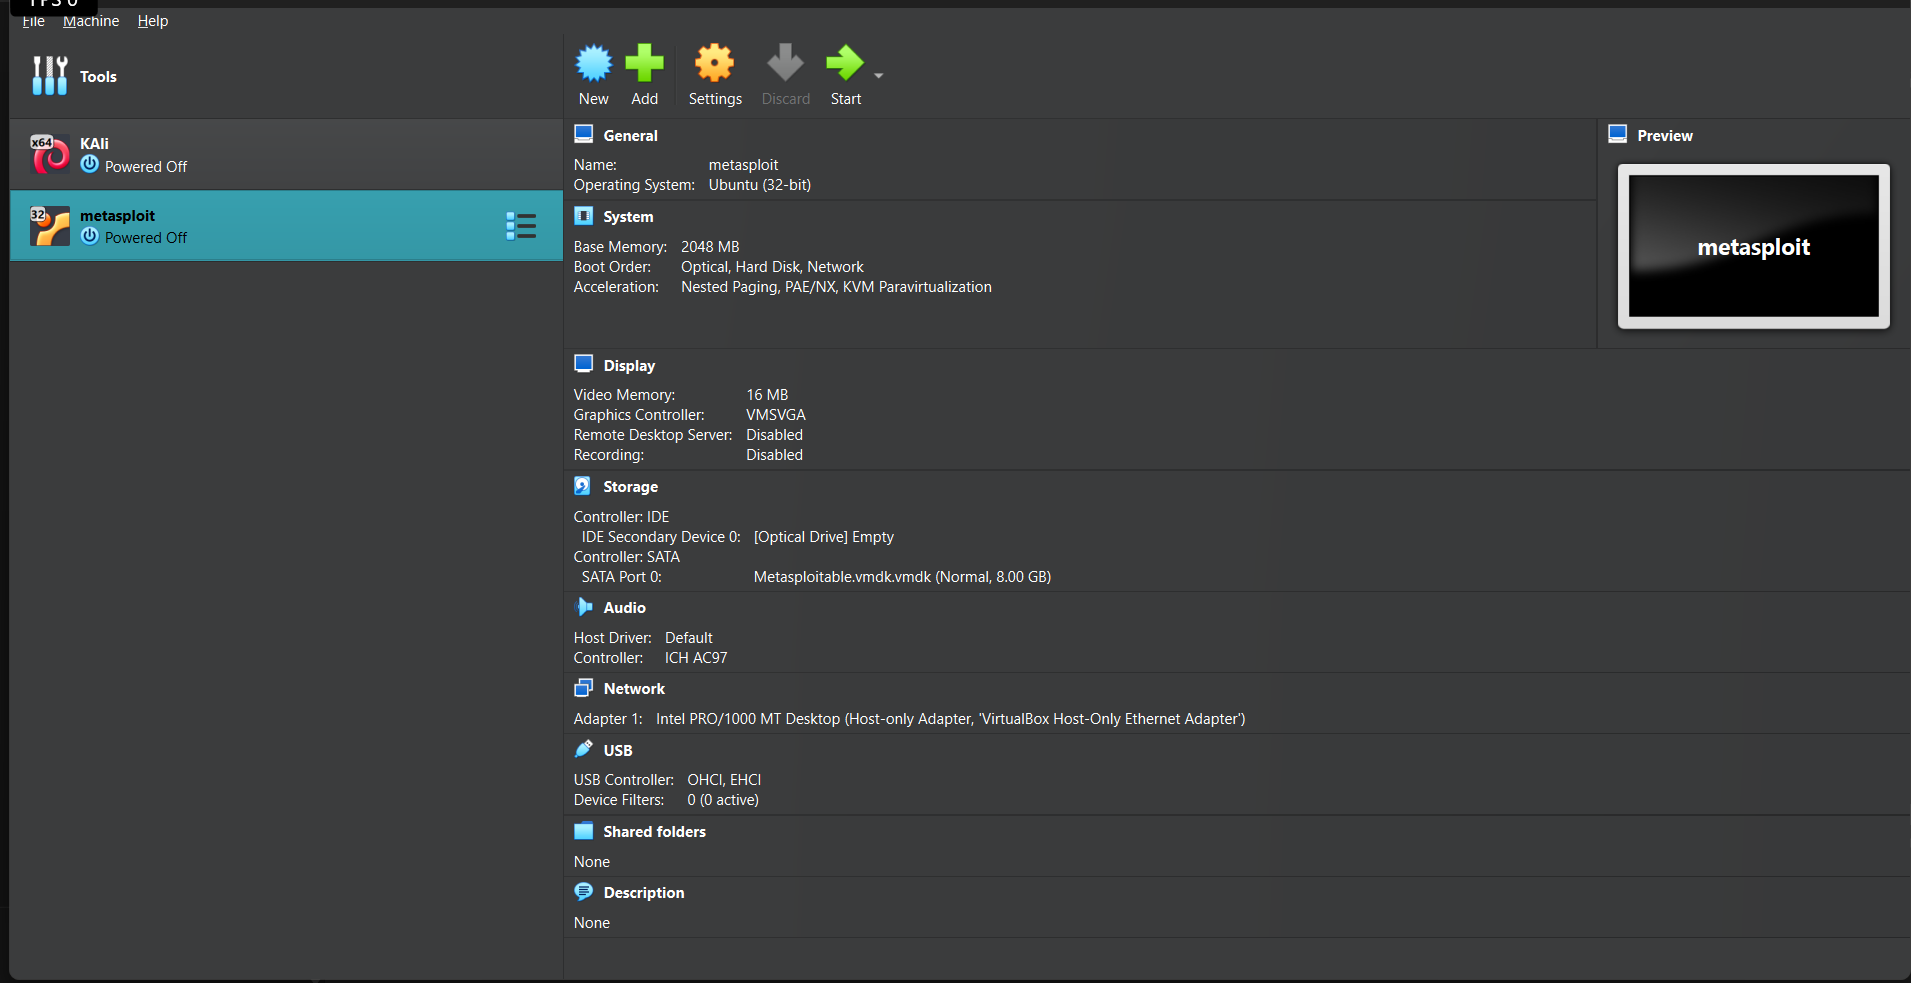 FPS 0
File Machine Help
Tools
New Add Settings Discard Start
x64
KAli
Powered Off
32
metasploit
Powered Off
General
Name: metasploit
Operating System: Ubuntu (32-bit)
System
Base Memory: 2048 MB
Boot Order: Optical, Hard Disk, Network
Acceleration: Nested Paging, PAE/NX, KVM Paravirtualization
Preview
metasploit
Display
Video Memory: 16 MB
Graphics Controller: VMSVGA
Remote Desktop Server: Disabled
Recording: Disabled
Storage
Controller: IDE
IDE Secondary Device 0: [Optical Drive] Empty
Controller: SATA
SATA Port 0: Metasploitable.vmdk.vmdk (Normal, 8.00 GB)
Audio
Host Driver: Default
Controller: ICH AC97
Network
Adapter 1: Intel PRO/1000 MT Desktop (Host-only Adapter, 'VirtualBox Host-Only Ethernet Adapter')
USB
USB Controller: OHCI, EHCI
Device Filters: 0 (0 active)
Shared folders
None
Description
None